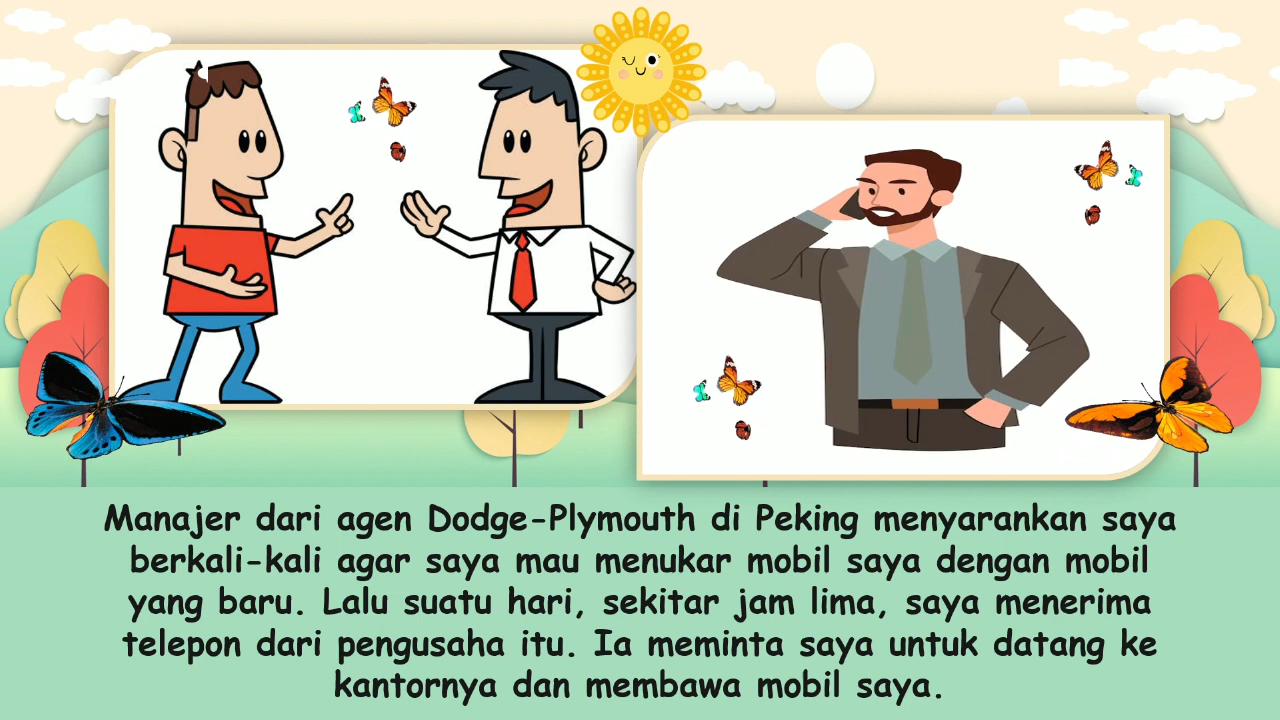 Manajer dari agen Dodge-Plymouth di Peking menyarankan saya
berkali-kali agar saya mau menukar mobil saya dengan mobil
yang baru. Lalu suatu hari, sekitar jam lima, saya menerima
telepon dari pengusaha itu. Ia meminta saya untuk datang ke
kantornya dan membawa mobil saya.